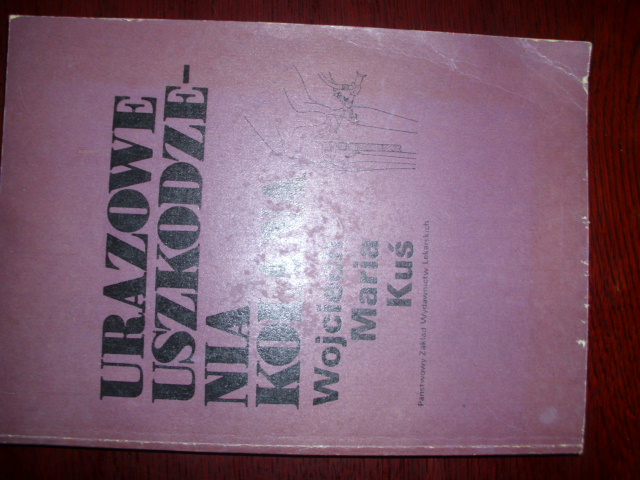 URAZOWE
USZKODZE-
NIA
KOLANA
Wojciech
Maria
Kuś
Państwowy Zakład Wydawnictw Lekarskich